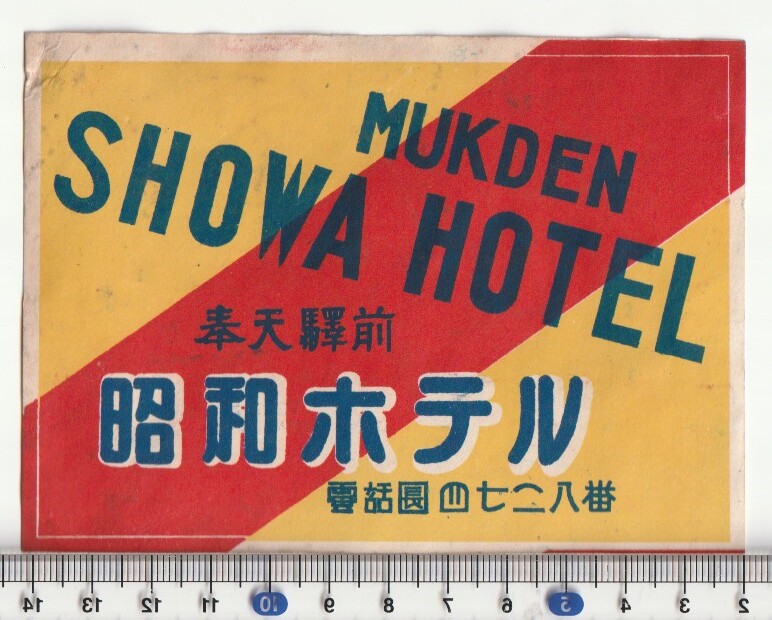 MUKDEN
SHOWA HOTEL
奉天驛前
昭和ホテル
電話圓四七二八番
14 13 12 11 10 9 8 7 6 5 4 3 2